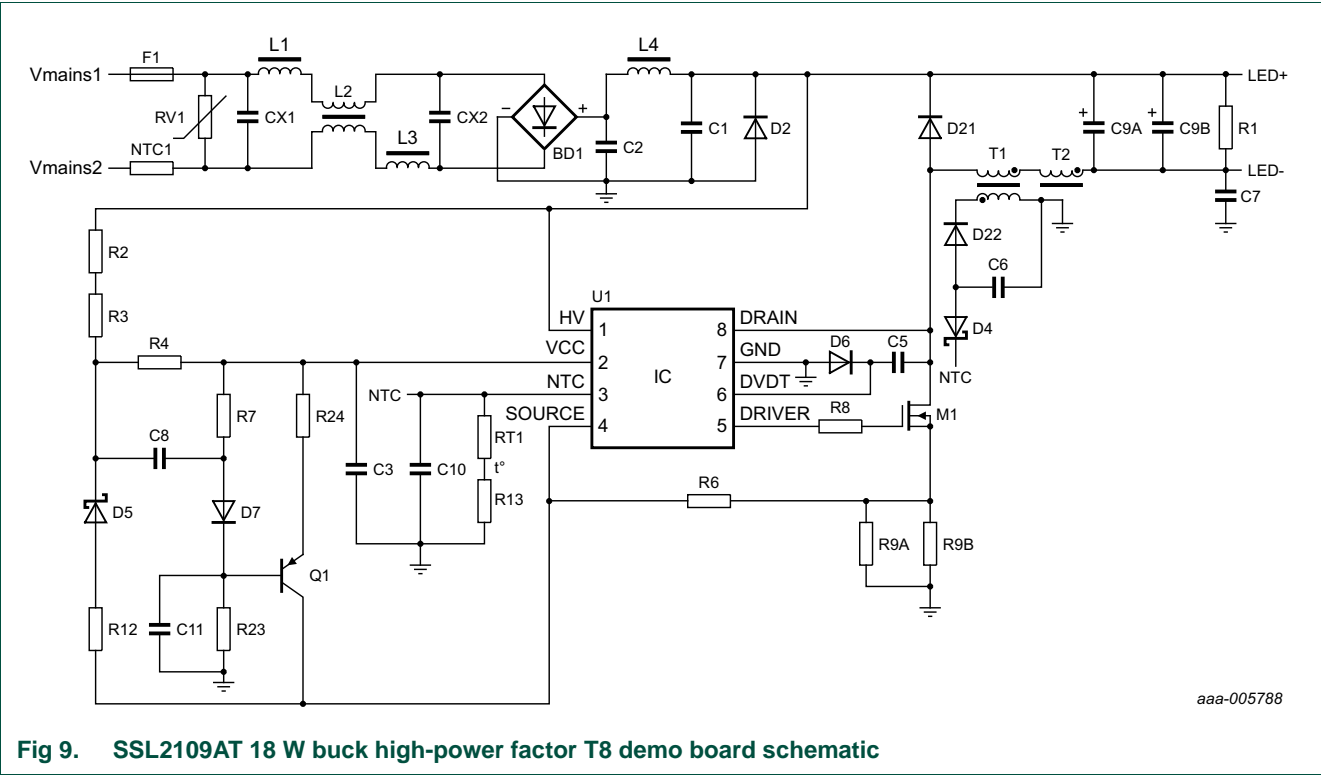 L1
L4
F1
Vmains1
LED+
L2
RV1
CX1
CX2
BD1
C2
C1
D2
D21
C9A
C9B
R1
NTC1
L3
T1
T2
Vmains2
LED-
C7
− +
+ +
R2
D22
C6
R3
U1
HV 1
8 DRAIN
D4
R4
VCC 2
7 GND
D6
C5
IC
NTC
NTC
NTC 3
6 DVDT
R7
R24
SOURCE 4
5 DRIVER
R8
M1
RT1
C8
t°
C3
C10
R13
R6
D5
D7
R9A
R9B
Q1
R12
C11
R23
aaa-005788
Fig 9. SSL2109AT 18 W buck high-power factor T8 demo board schematic